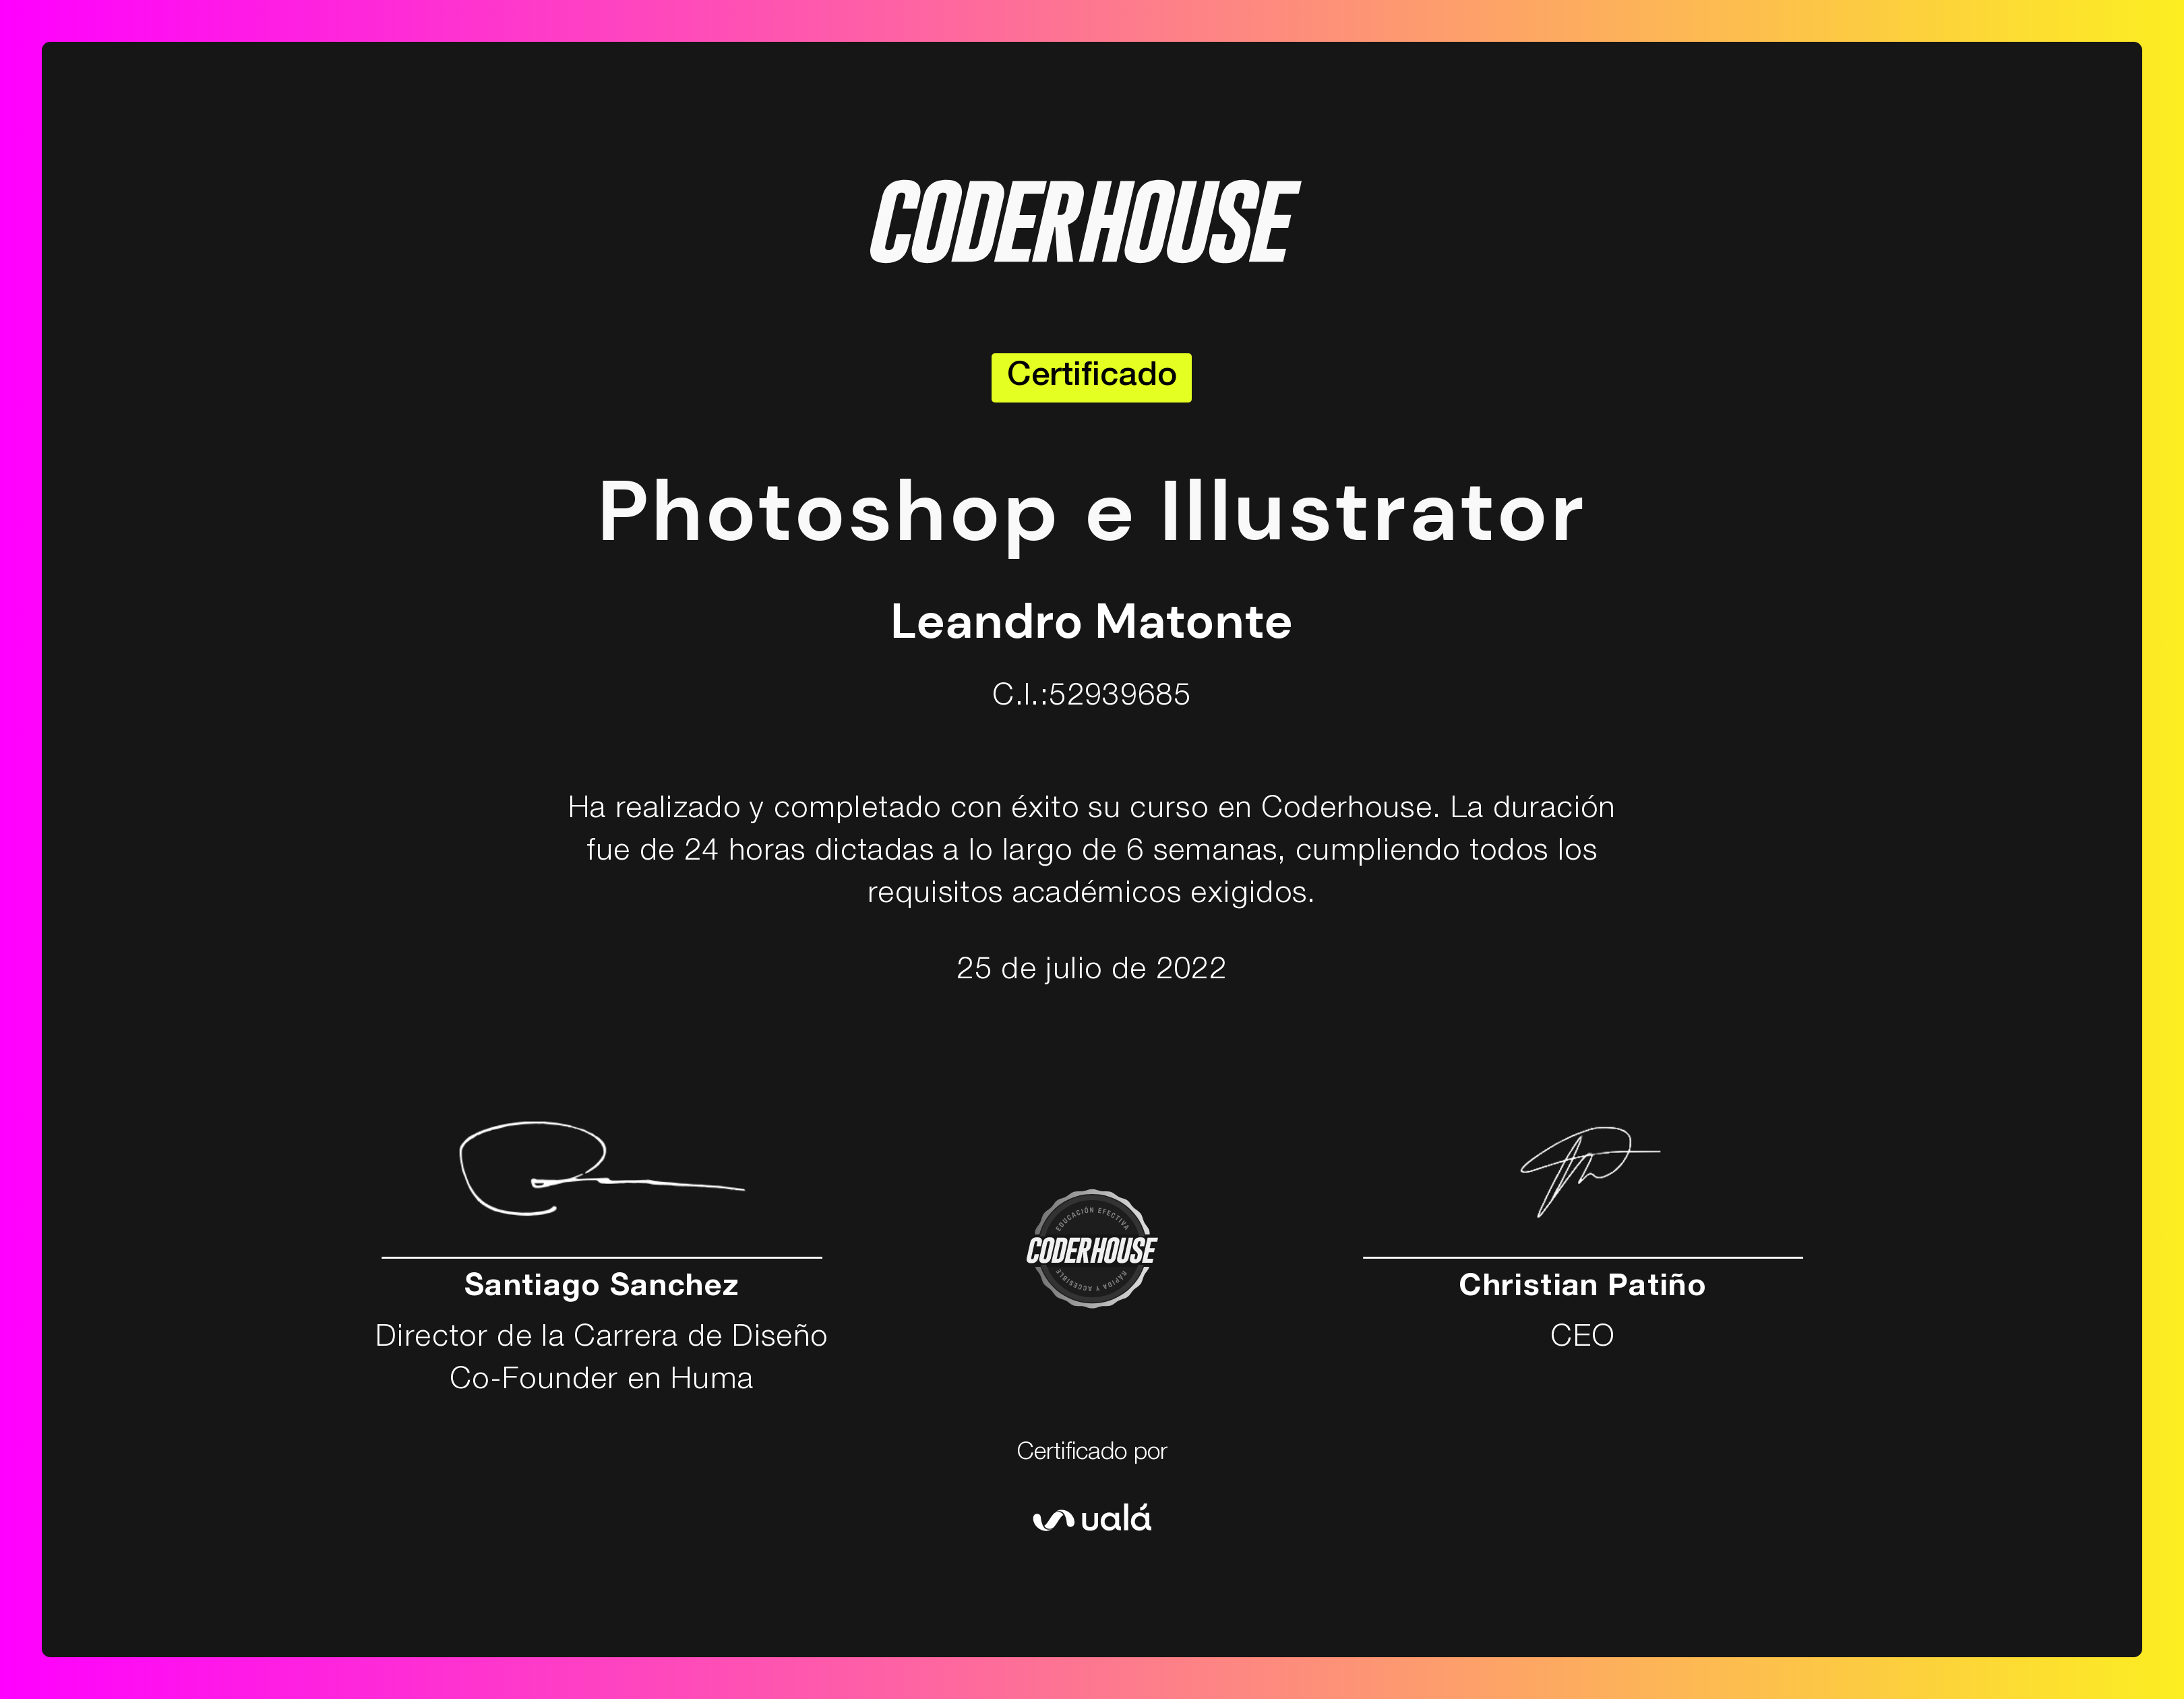 CODERHOUSE
Certificado
Photoshop e Illustrator
Leandro Matonte
C.I.:52939685
Ha realizado y completado con éxito su curso en Coderhouse. La duración
fue de 24 horas dictadas a lo largo de 6 semanas, cumpliendo todos los
requisitos académicos exigidos.
25 de julio de 2022
EDUCACIÓN EFECTIVA
CODERHOUSE
RÁPIDA Y ACCESIBLE
Santiago Sanchez
Director de la Carrera de Diseño
Co-Founder en Huma
Christian Patiño
CEO
Certificado por
ualá